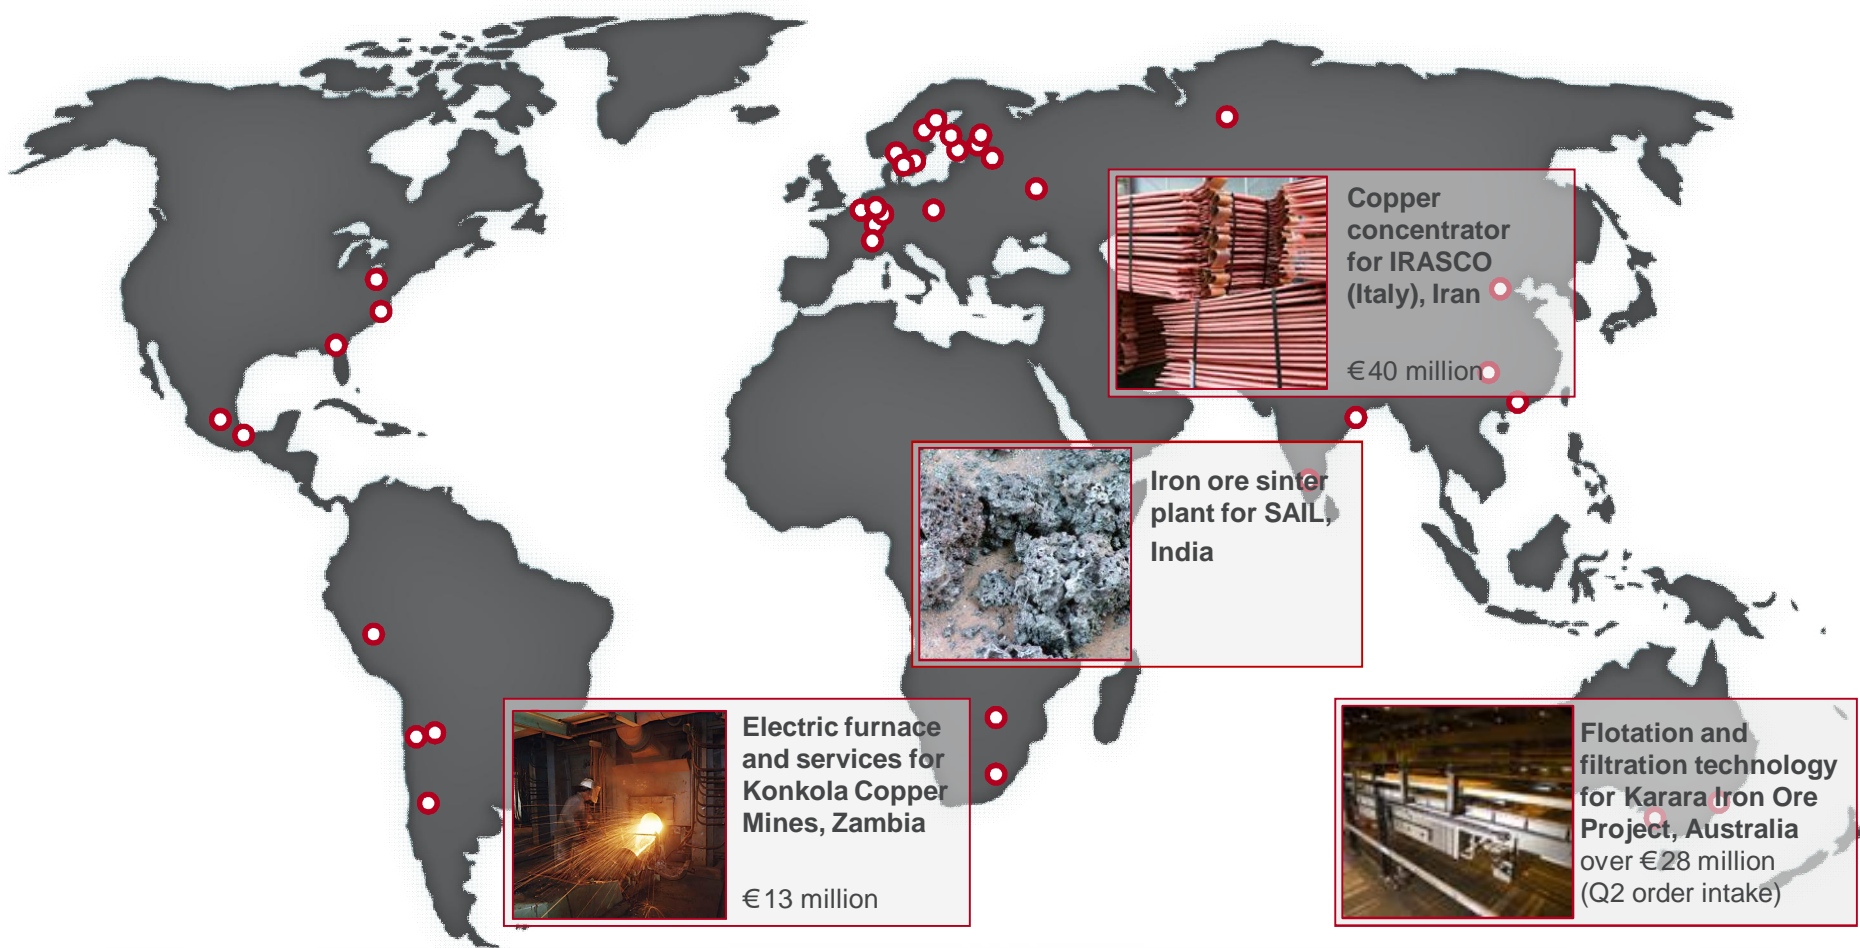 Copper
concentrator
for IRASCO
(Italy), Iran
€40 million
Iron ore sinter
plant for SAIL,
India
Electric furnace
and services for
Konkola Copper
Mines, Zambia
€13 million
Flotation and
filtration technology
for Karara Iron Ore
Project, Australia
over €28 million
(Q2 order intake)